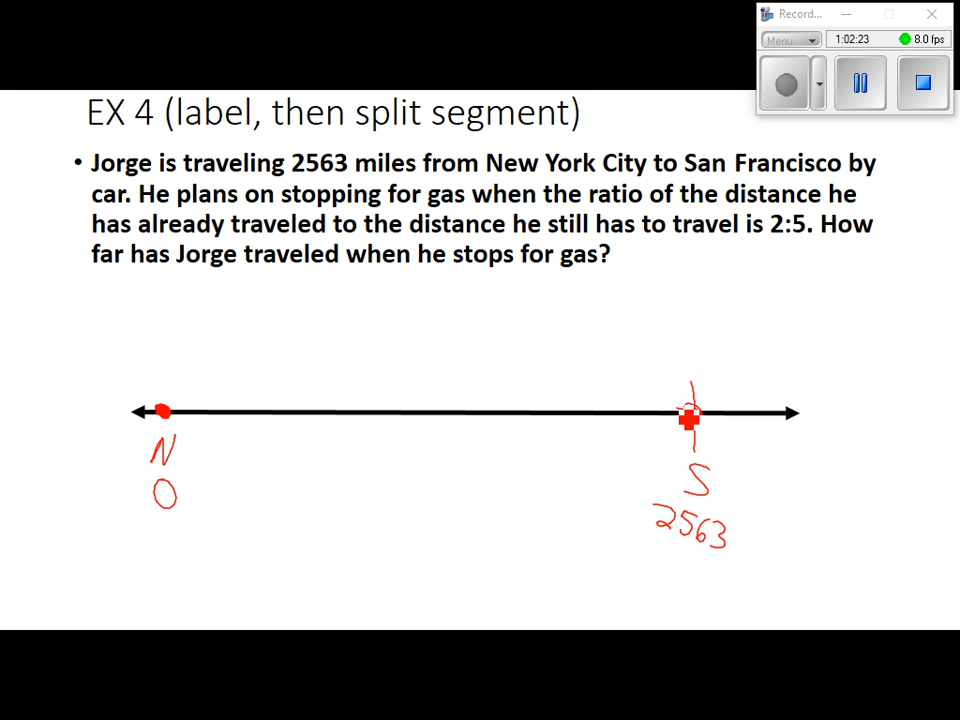 Record...
Menu
1:02:23
8.0 fps
EX 4 (label, then split segment)
• Jorge is traveling 2563 miles from New York City to San Francisco by
car. He plans on stopping for gas when the ratio of the distance he
has already traveled to the distance he still has to travel is 2:5. How
far has Jorge traveled when he stops for gas?
N
S
0
2563